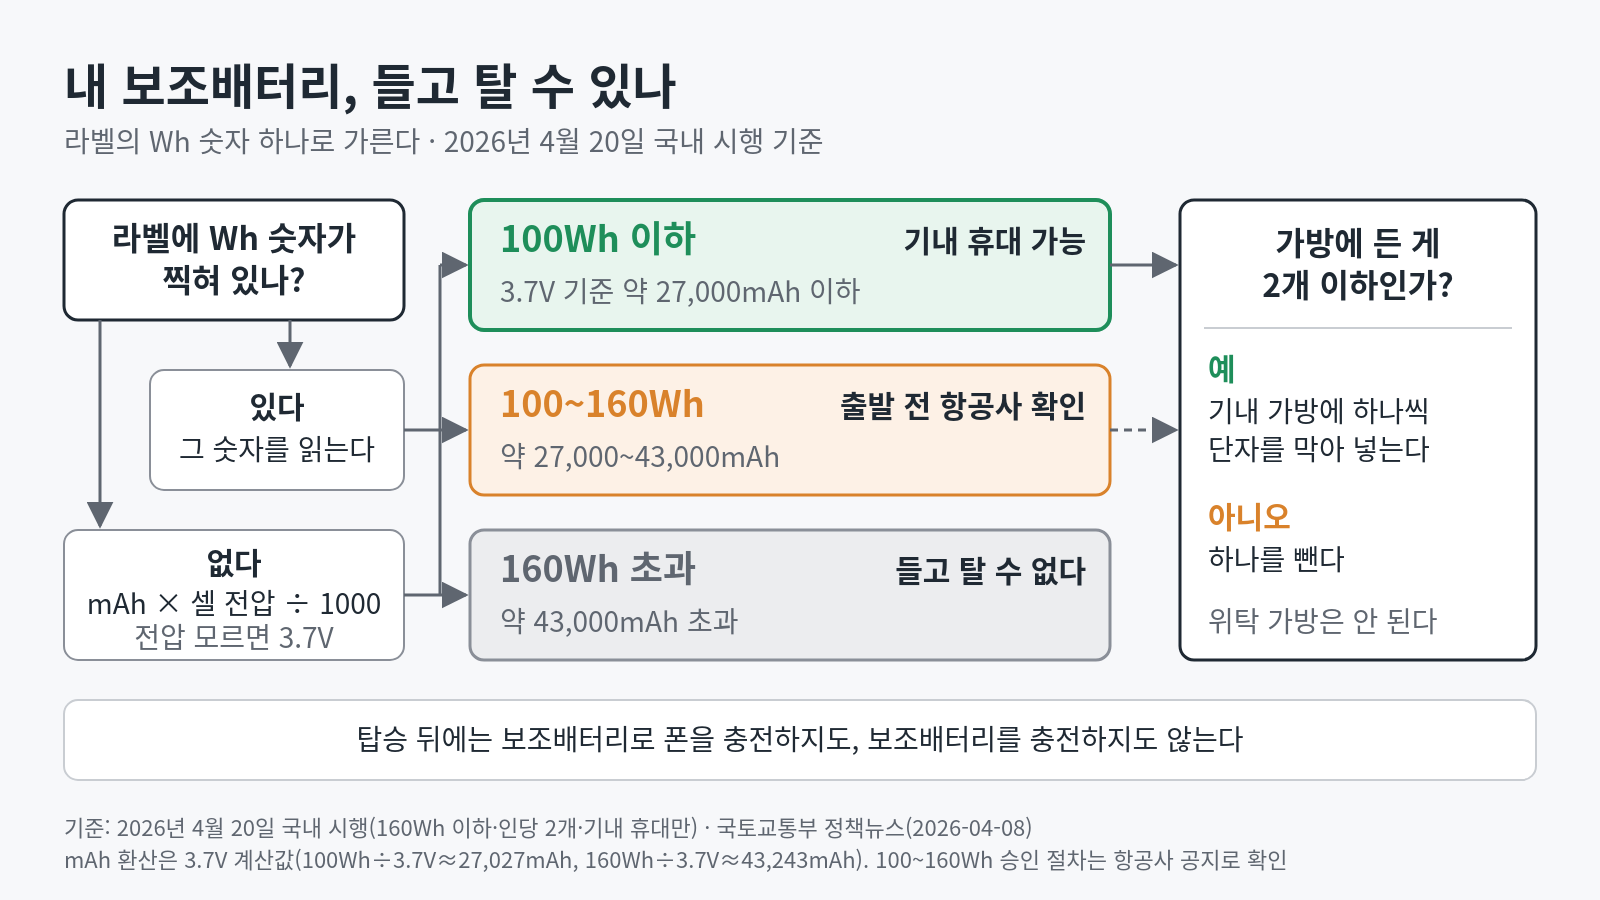 내 보조배터리, 들고 탈 수 있나
라벨의 Wh 숫자 하나로 가른다 · 2026년 4월 20일 국내 시행 기준
라벨에 Wh 숫자가
찍혀 있나?
있다
그 숫자를 읽는다
없다
mAh × 셀 전압 ÷ 1000
전압 모르면 3.7V
100Wh 이하
기내 휴대 가능
3.7V 기준 약 27,000mAh 이하
100~160Wh
출발 전 항공사 확인
약 27,000~43,000mAh
160Wh 초과
들고 탈 수 없다
약 43,000mAh 초과
가방에 든 게
2개 이하인가?
예
기내 가방에 하나씩
단자를 막아 넣는다
아니오
하나를 뺀다
위탁 가방은 안 된다
탑승 뒤에는 보조배터리로 폰을 충전하지도, 보조배터리를 충전하지도 않는다
기준: 2026년 4월 20일 국내 시행(160Wh 이하·인당 2개·기내 휴대만) · 국토교통부 정책뉴스(2026-04-08)
mAh 환산은 3.7V 계산값(100Wh÷3.7V≈27,027mAh, 160Wh÷3.7V≈43,243mAh). 100~160Wh 승인 절차는 항공사 공지로 확인